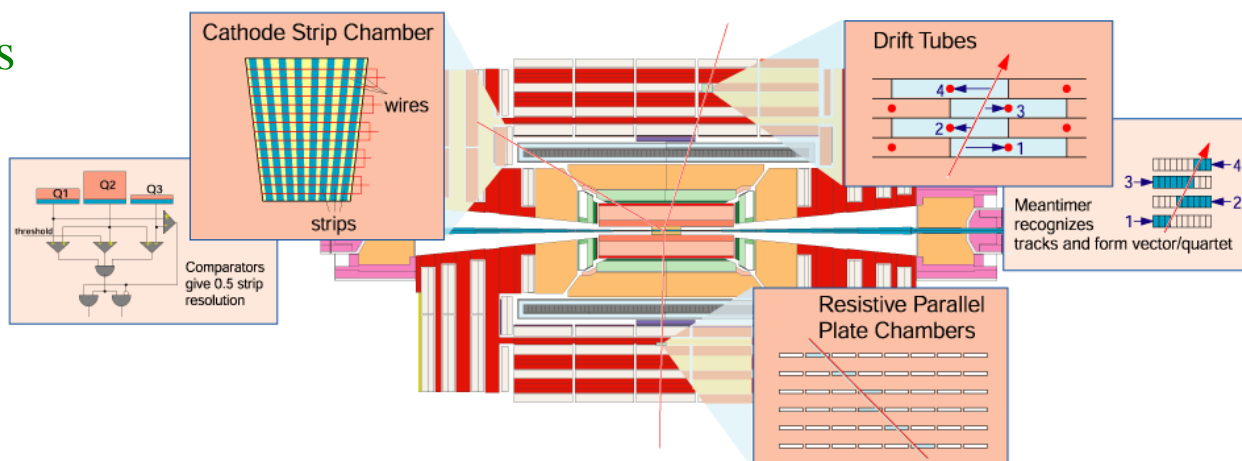 s
Cathode Strip Chamber
wires
strips
Q1 Q2 Q3
threshold
Comparators
give 0.5 strip
resolution
Drift Tubes
4
3
2
1
4
3
2
1
Meantimer
recognizes
tracks and form vector/quartet
Resistive Parallel
Plate Chambers